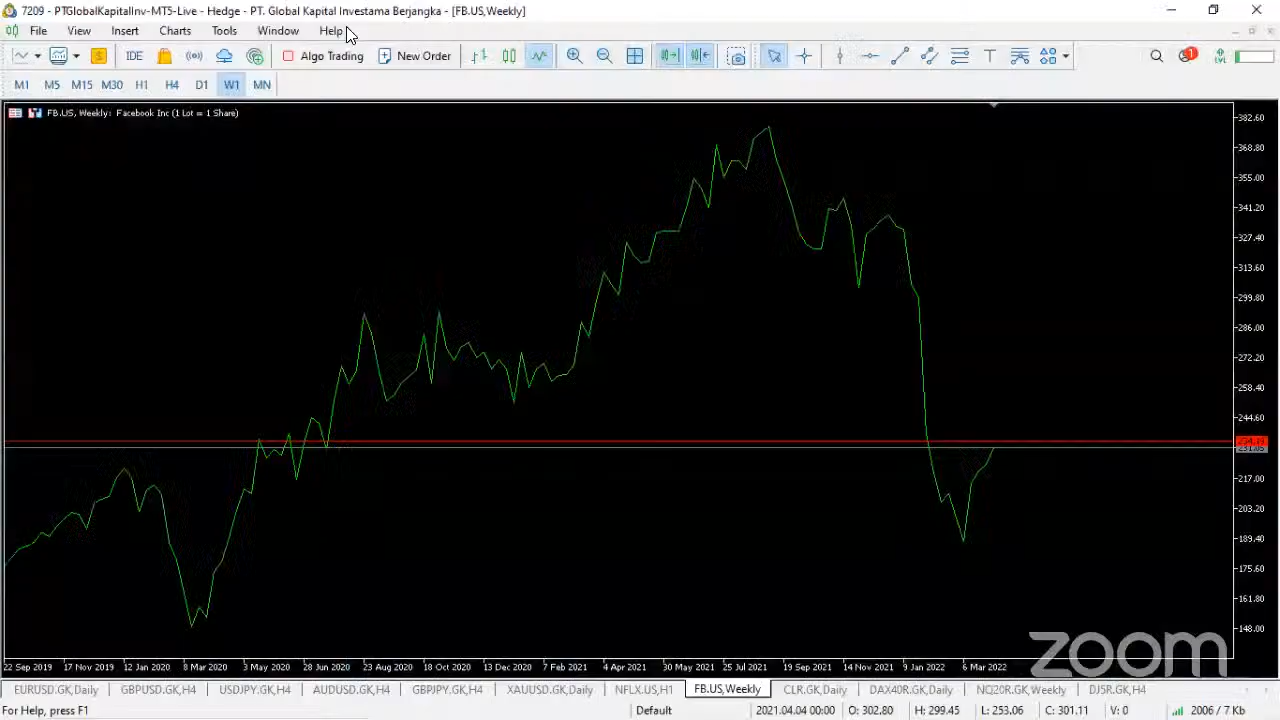 7209 - PTGlobalKapitalInv-MT5-Live - Hedge - PT. Global Kapital Investama Berjangka - [FB.US,Weekly]
File View Insert Charts Tools Window Help
IDE Algo Trading New Order 1
M1 M5 M15 M30 H1 H4 D1 W1 MN
FB.US, Weekly: Facebook Inc (1 Lot = 1 Share)
382.60
368.80
355.00
341.20
327.40
313.60
299.80
286.00
272.20
258.40
244.60
217.00
203.20
189.40
175.60
161.80
148.00
zoom
22 Sep 2019 17 Nov 2019 12 Jan 2020 8 Mar 2020 3 May 2020 28 Jun 2020 23 Aug 2020 18 Oct 2020 13 Dec 2020 7 Feb 2021 4 Apr 2021 30 May 2021 25 Jul 2021 19 Sep 2021 14 Nov 2021 9 Jan 2022 6 Mar 2022
EURUSD.GK,Daily GBPUSD.GK,H4 USDJPY.GK,H4 AUDUSD.GK,H4 GBPJPY.GK,H4 XAUUSD.GK,Daily NFLX.US,H1 FB.US,Weekly CLR.GK,Daily DAX40R.GK,Daily NQ20R.GK,Weekly DJ5R.GK,H4
For Help, press F1 Default 2021.04.04 00:00 O: 302.80 H: 299.45 L: 253.06 C: 301.11 V: 0 2006 / 7 Kb